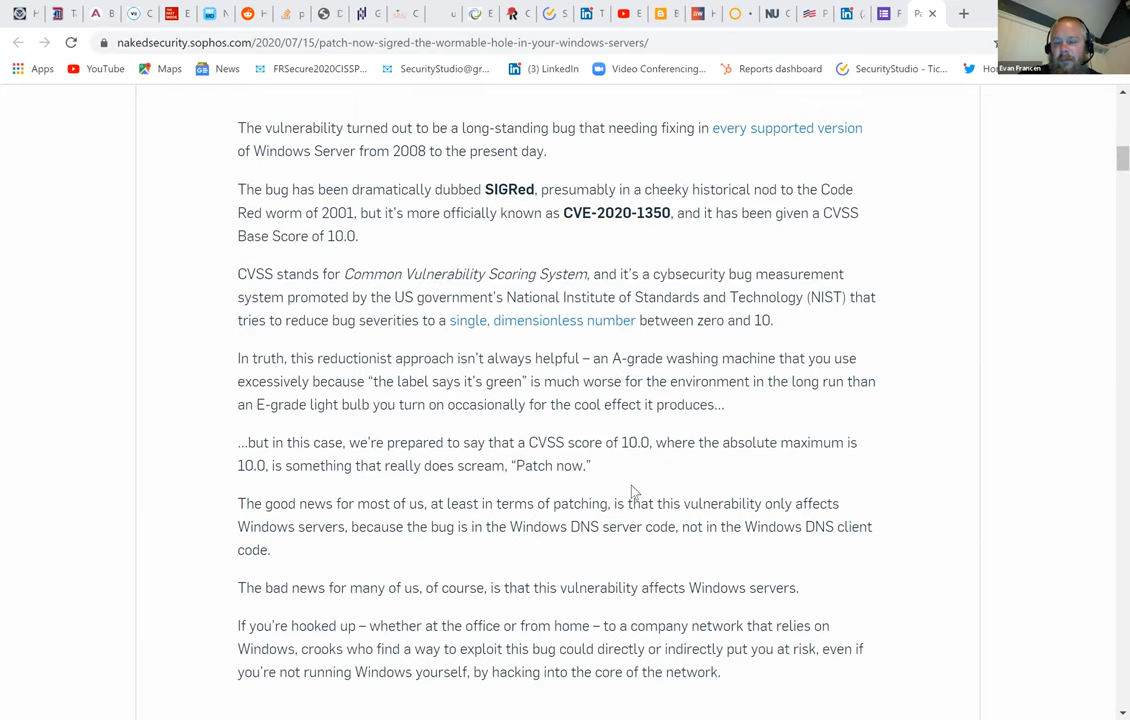 nakedsecurity.sophos.com/2020/07/15/patch-now-sigred-the-wormable-hole-in-your-windows-servers/
Apps YouTube Maps News FRSecure2020CISSP... SecurityStudio@gr... (3) LinkedIn Video Conferencing... Reports dashboard SecurityStudio - Tic...
Evan Francen
The vulnerability turned out to be a long-standing bug that needing fixing in every supported version
of Windows Server from 2008 to the present day.
The bug has been dramatically dubbed SIGRed, presumably in a cheeky historical nod to the Code
Red worm of 2001, but it's more officially known as CVE-2020-1350, and it has been given a CVSS
Base Score of 10.0.
CVSS stands for Common Vulnerability Scoring System, and it's a cybsecurity bug measurement
system promoted by the US government's National Institute of Standards and Technology (NIST) that
tries to reduce bug severities to a single, dimensionless number between zero and 10.
In truth, this reductionist approach isn't always helpful – an A-grade washing machine that you use
excessively because “the label says it's green” is much worse for the environment in the long run than
an E-grade light bulb you turn on occasionally for the cool effect it produces…
…but in this case, we're prepared to say that a CVSS score of 10.0, where the absolute maximum is
10.0, is something that really does scream, “Patch now.”
The good news for most of us, at least in terms of patching, is that this vulnerability only affects
Windows servers, because the bug is in the Windows DNS server code, not in the Windows DNS client
code.
The bad news for many of us, of course, is that this vulnerability affects Windows servers.
If you're hooked up – whether at the office or from home – to a company network that relies on
Windows, crooks who find a way to exploit this bug could directly or indirectly put you at risk, even if
you're not running Windows yourself, by hacking into the core of the network.